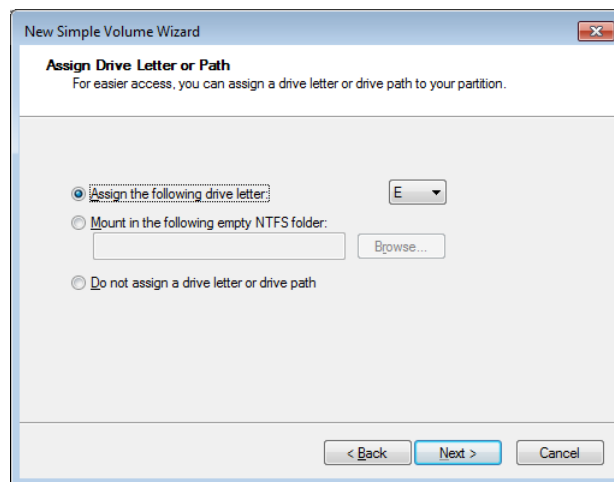 New Simple Volume Wizard
Assign Drive Letter or Path
For easier access, you can assign a drive letter or drive path to your partition.
Assign the following drive letter: E
Mount in the following empty NTFS folder:
Browse...
Do not assign a drive letter or drive path
< Back Next > Cancel